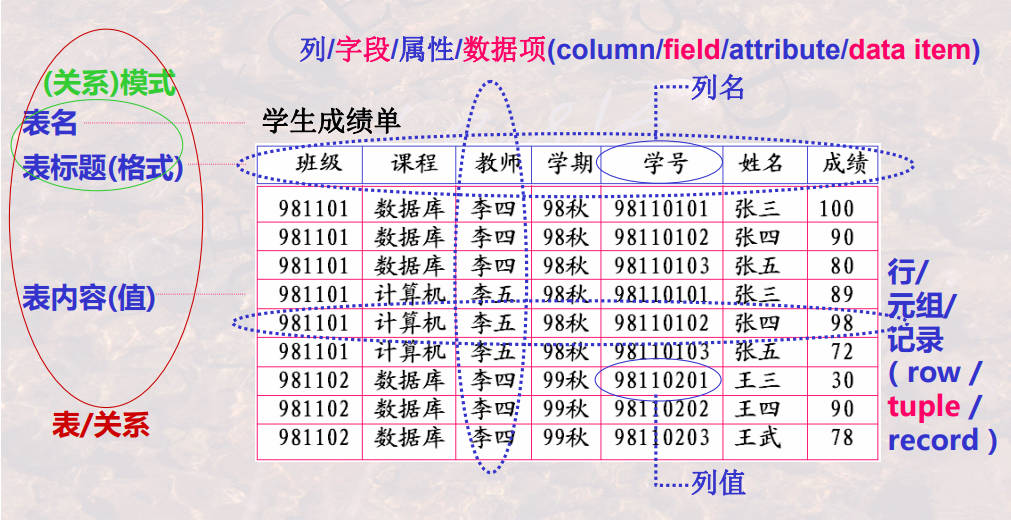 列/字段/属性/数据项(column/field/attribute/data item)
(关系)模式
列名
表名
学生成绩单
表标题(格式)
班级 课程 教师 学期 学号 姓名 成绩
981101 数据库 李四 98秋 98110101 张三 100
981101 数据库 李四 98秋 98110102 张四 90
981101 数据库 李四 98秋 98110103 张五 80
981101 计算机 李五 98秋 98110101 张三 89
981101 计算机 李五 98秋 98110102 张四 98
981101 计算机 李五 98秋 98110103 张五 72
981102 数据库 李四 99秋 98110201 王三 30
981102 数据库 李四 99秋 98110202 王四 90
981102 数据库 李四 99秋 98110203 王武 78
表内容(值)
行/
元组/
记录
( row /
tuple /
record )
表/关系
列值